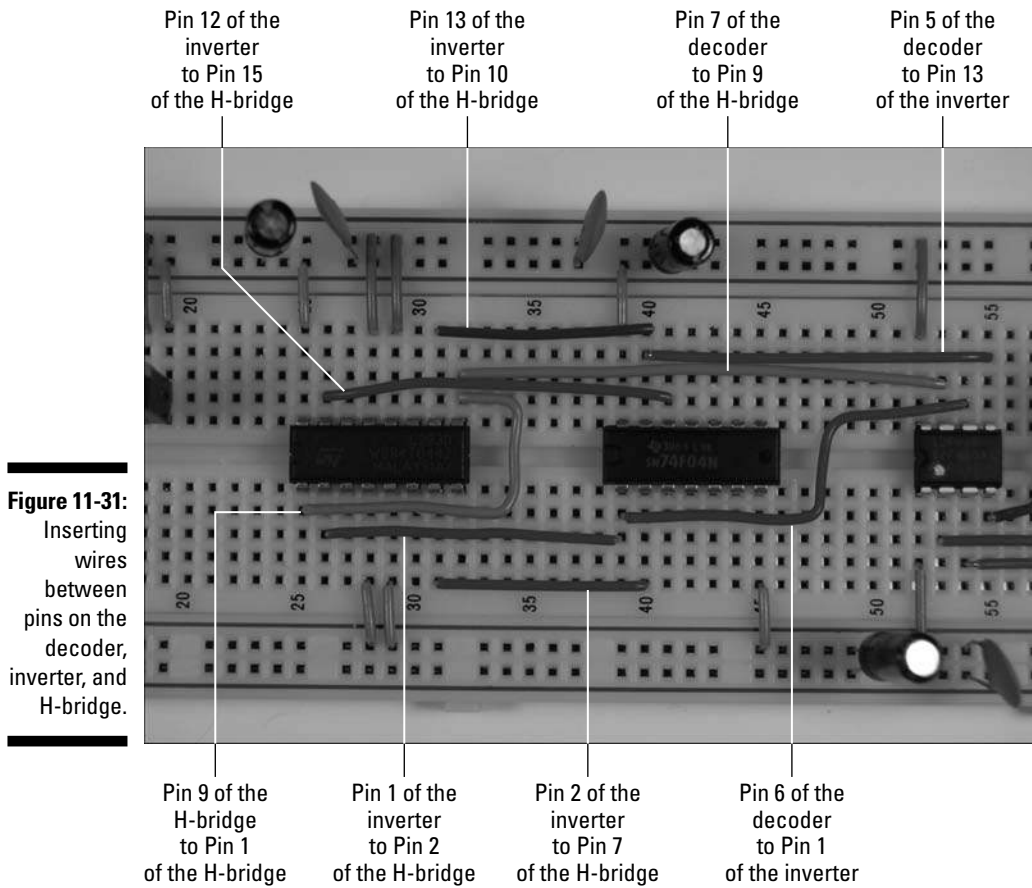 Pin 12 of the
inverter
to Pin 15
of the H-bridge
Pin 13 of the
inverter
to Pin 10
of the H-bridge
Pin 7 of the
decoder
to Pin 9
of the H-bridge
Pin 5 of the
decoder
to Pin 13
of the inverter
20
30
35
40
45
50
55
SN74F04N
20
25
30
35
40
50
55
Figure 11-31:
Inserting
wires
between
pins on the
decoder,
inverter, and
H-bridge.
Pin 9 of the
H-bridge
to Pin 1
of the H-bridge
Pin 1 of the
inverter
to Pin 2
of the H-bridge
Pin 2 of the
inverter
to Pin 7
of the H-bridge
Pin 6 of the
decoder
to Pin 1
of the inverter